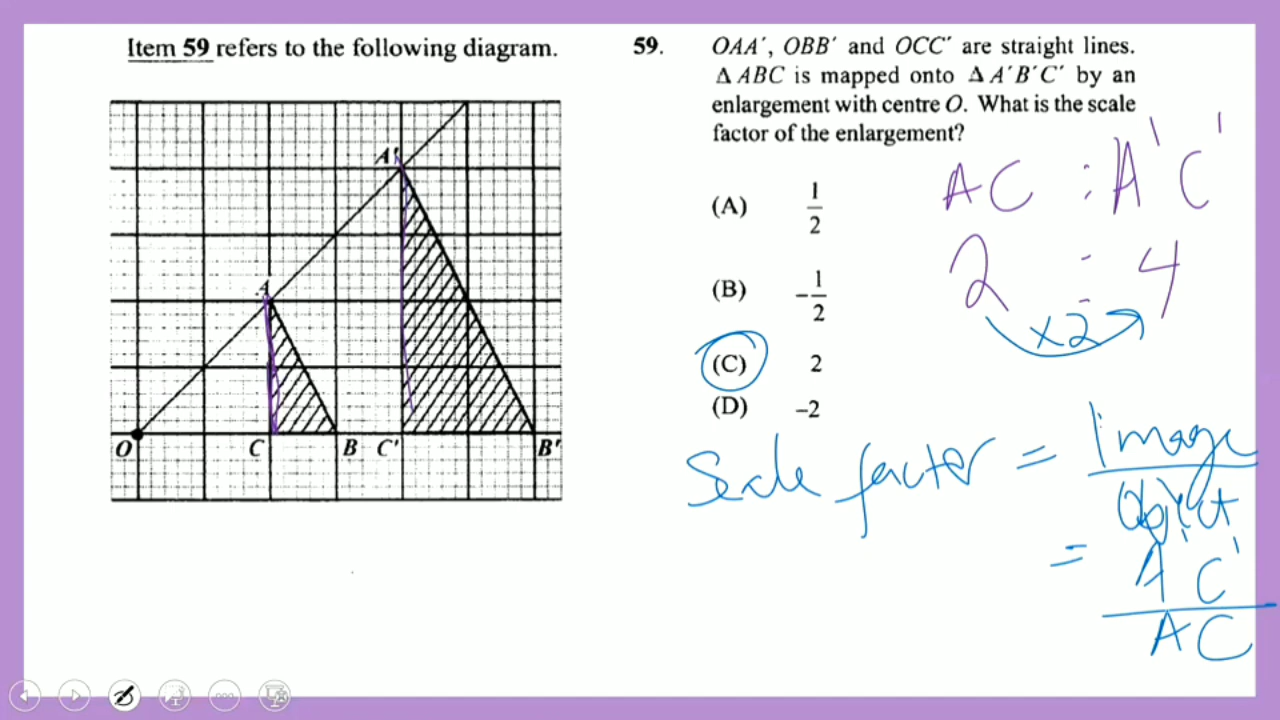 Item 59 refers to the following diagram.
A'
A
O
C
B
C'
B'
59. OAA', OBB' and OCC' are straight lines.
Δ ABC is mapped onto Δ A'B'C' by an
enlargement with centre O. What is the scale
factor of the enlargement?
(A) 1/2
(B) -1/2
(C) 2
(D) -2
AC : A'C'
2 : 4
×2
Scale factor = Image/Object
= A'C'/AC